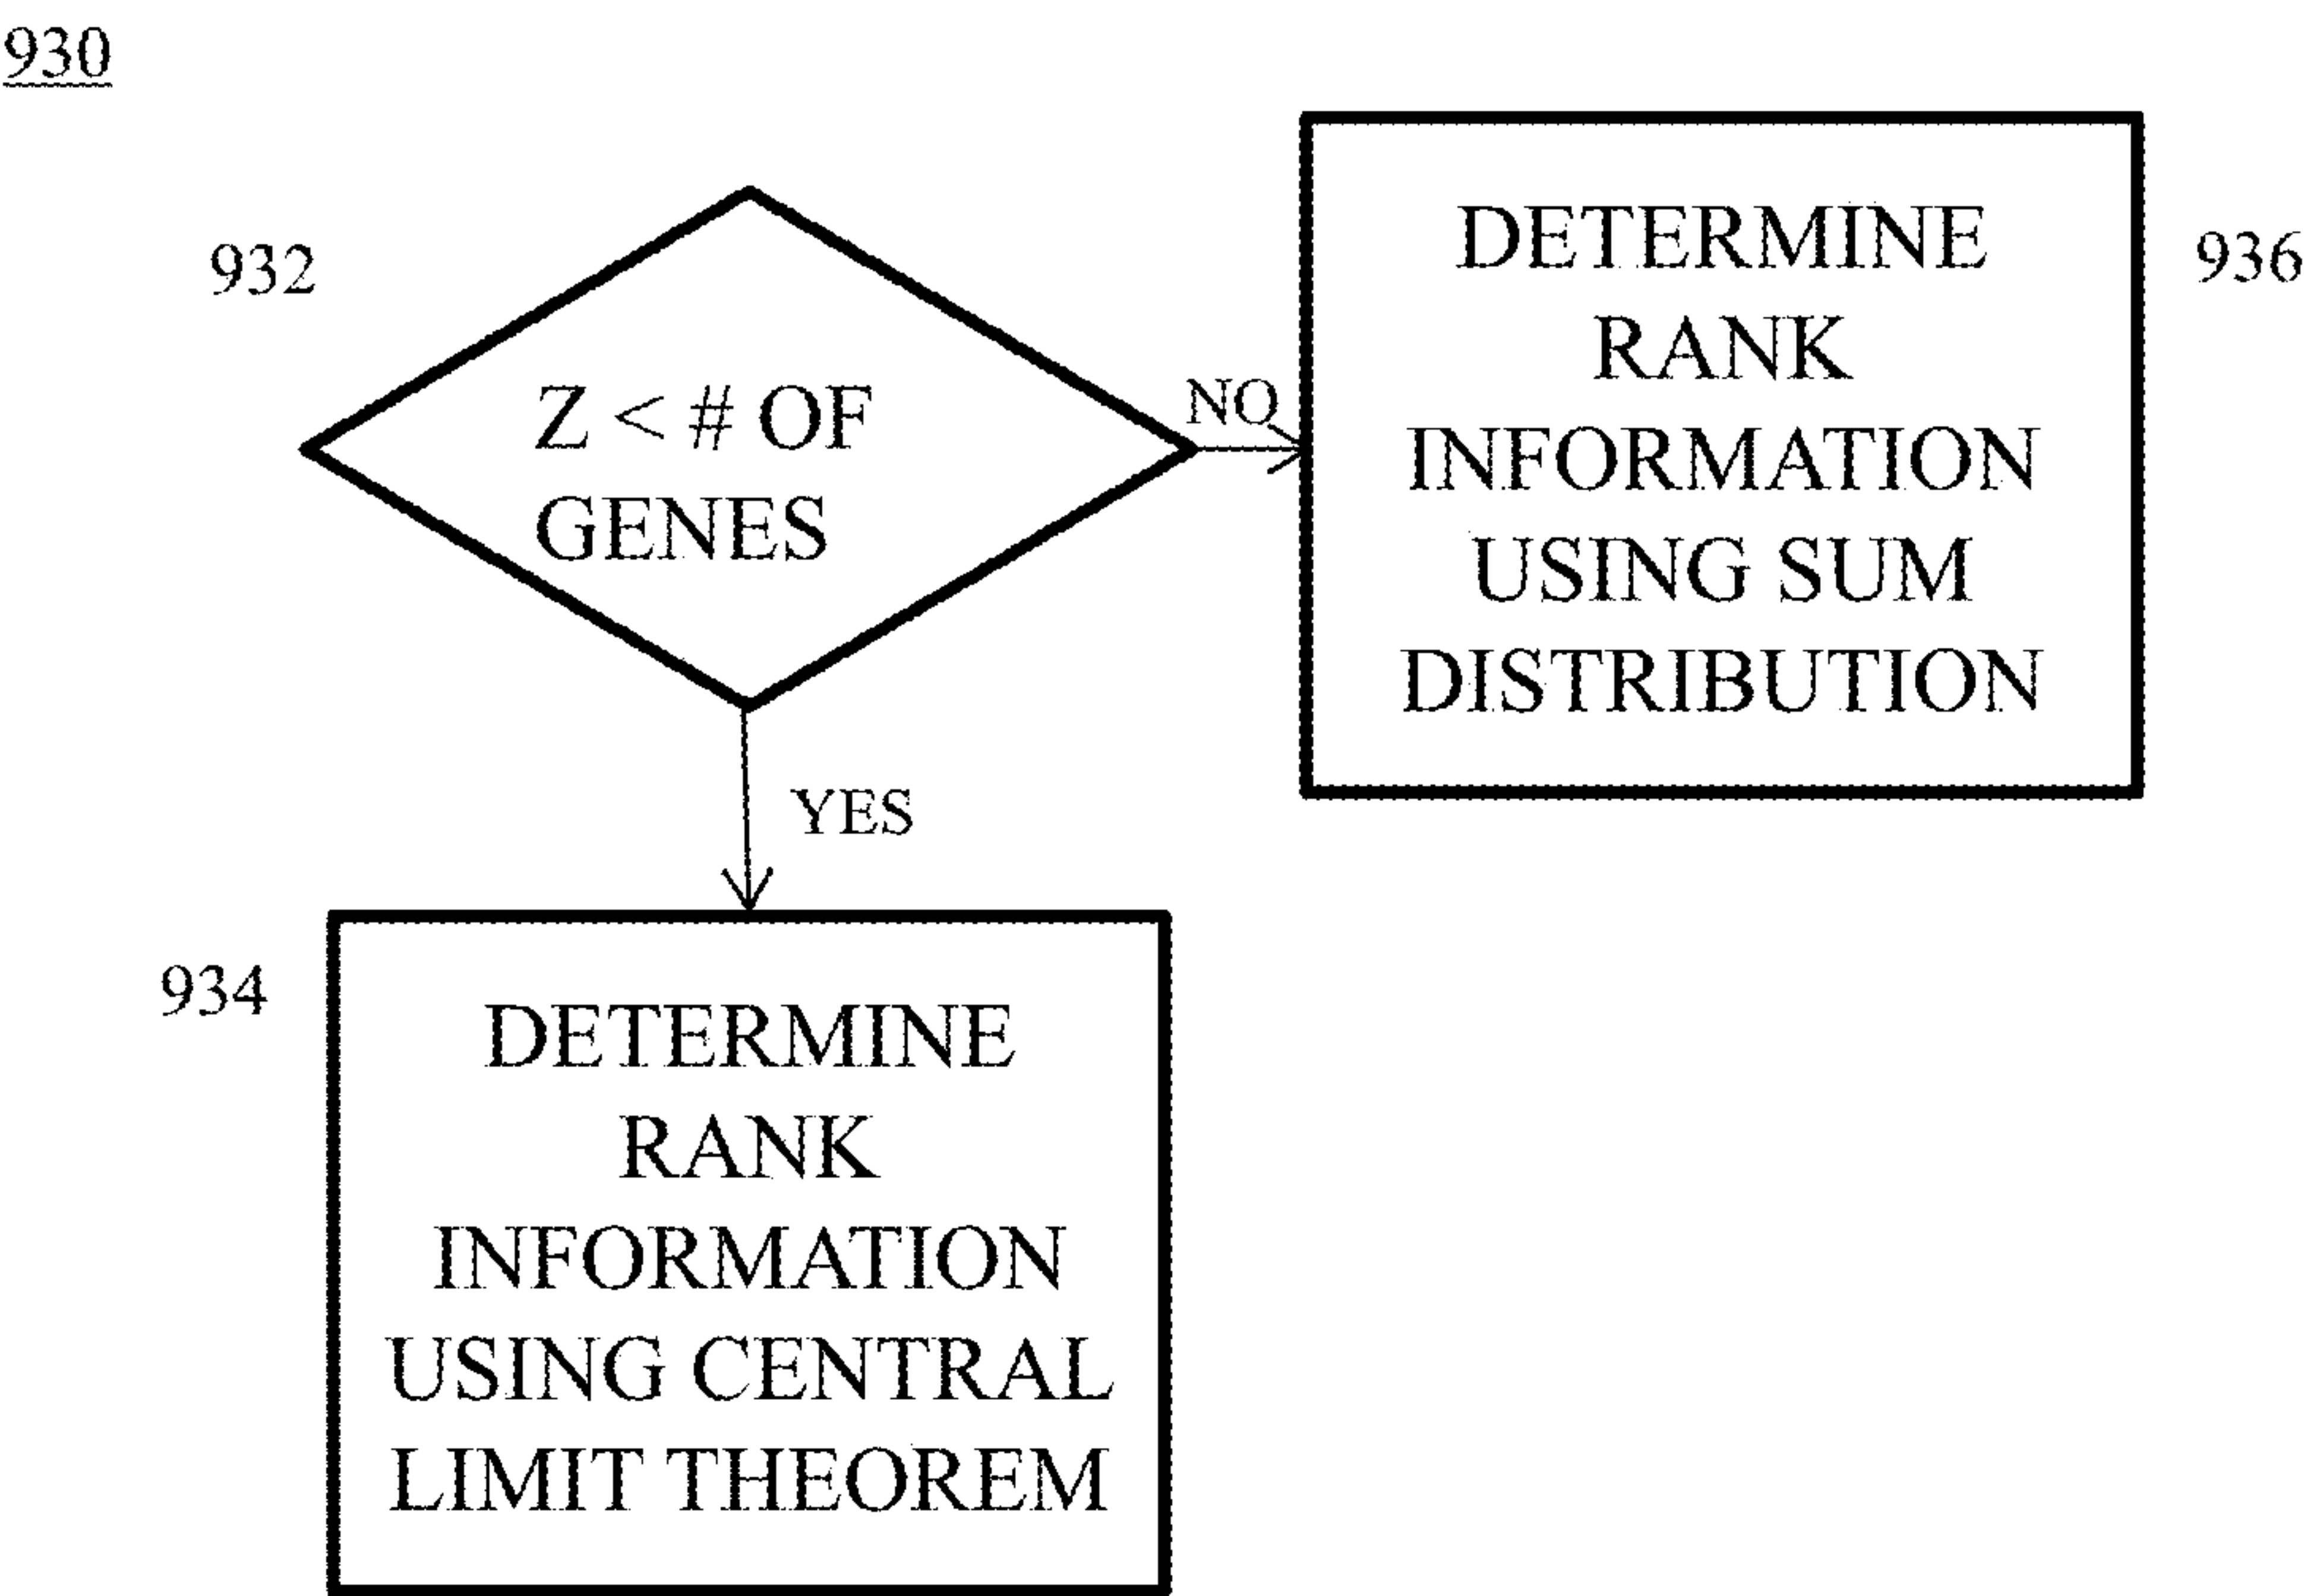 930
932
Z < # OF
GENES
NO
YES
DETERMINE
RANK
INFORMATION
USING SUM
DISTRIBUTION
936
934
DETERMINE
RANK
INFORMATION
USING CENTRAL
LIMIT THEOREM